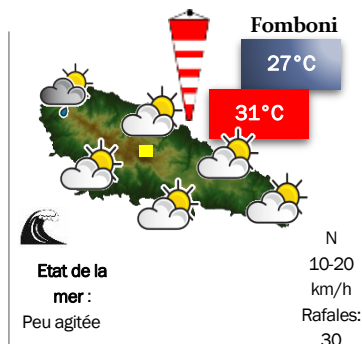 Fomboni
27°C
31°C
Etat de la
mer :
Peu agitée
N
10-20
km/h
Rafales:
30